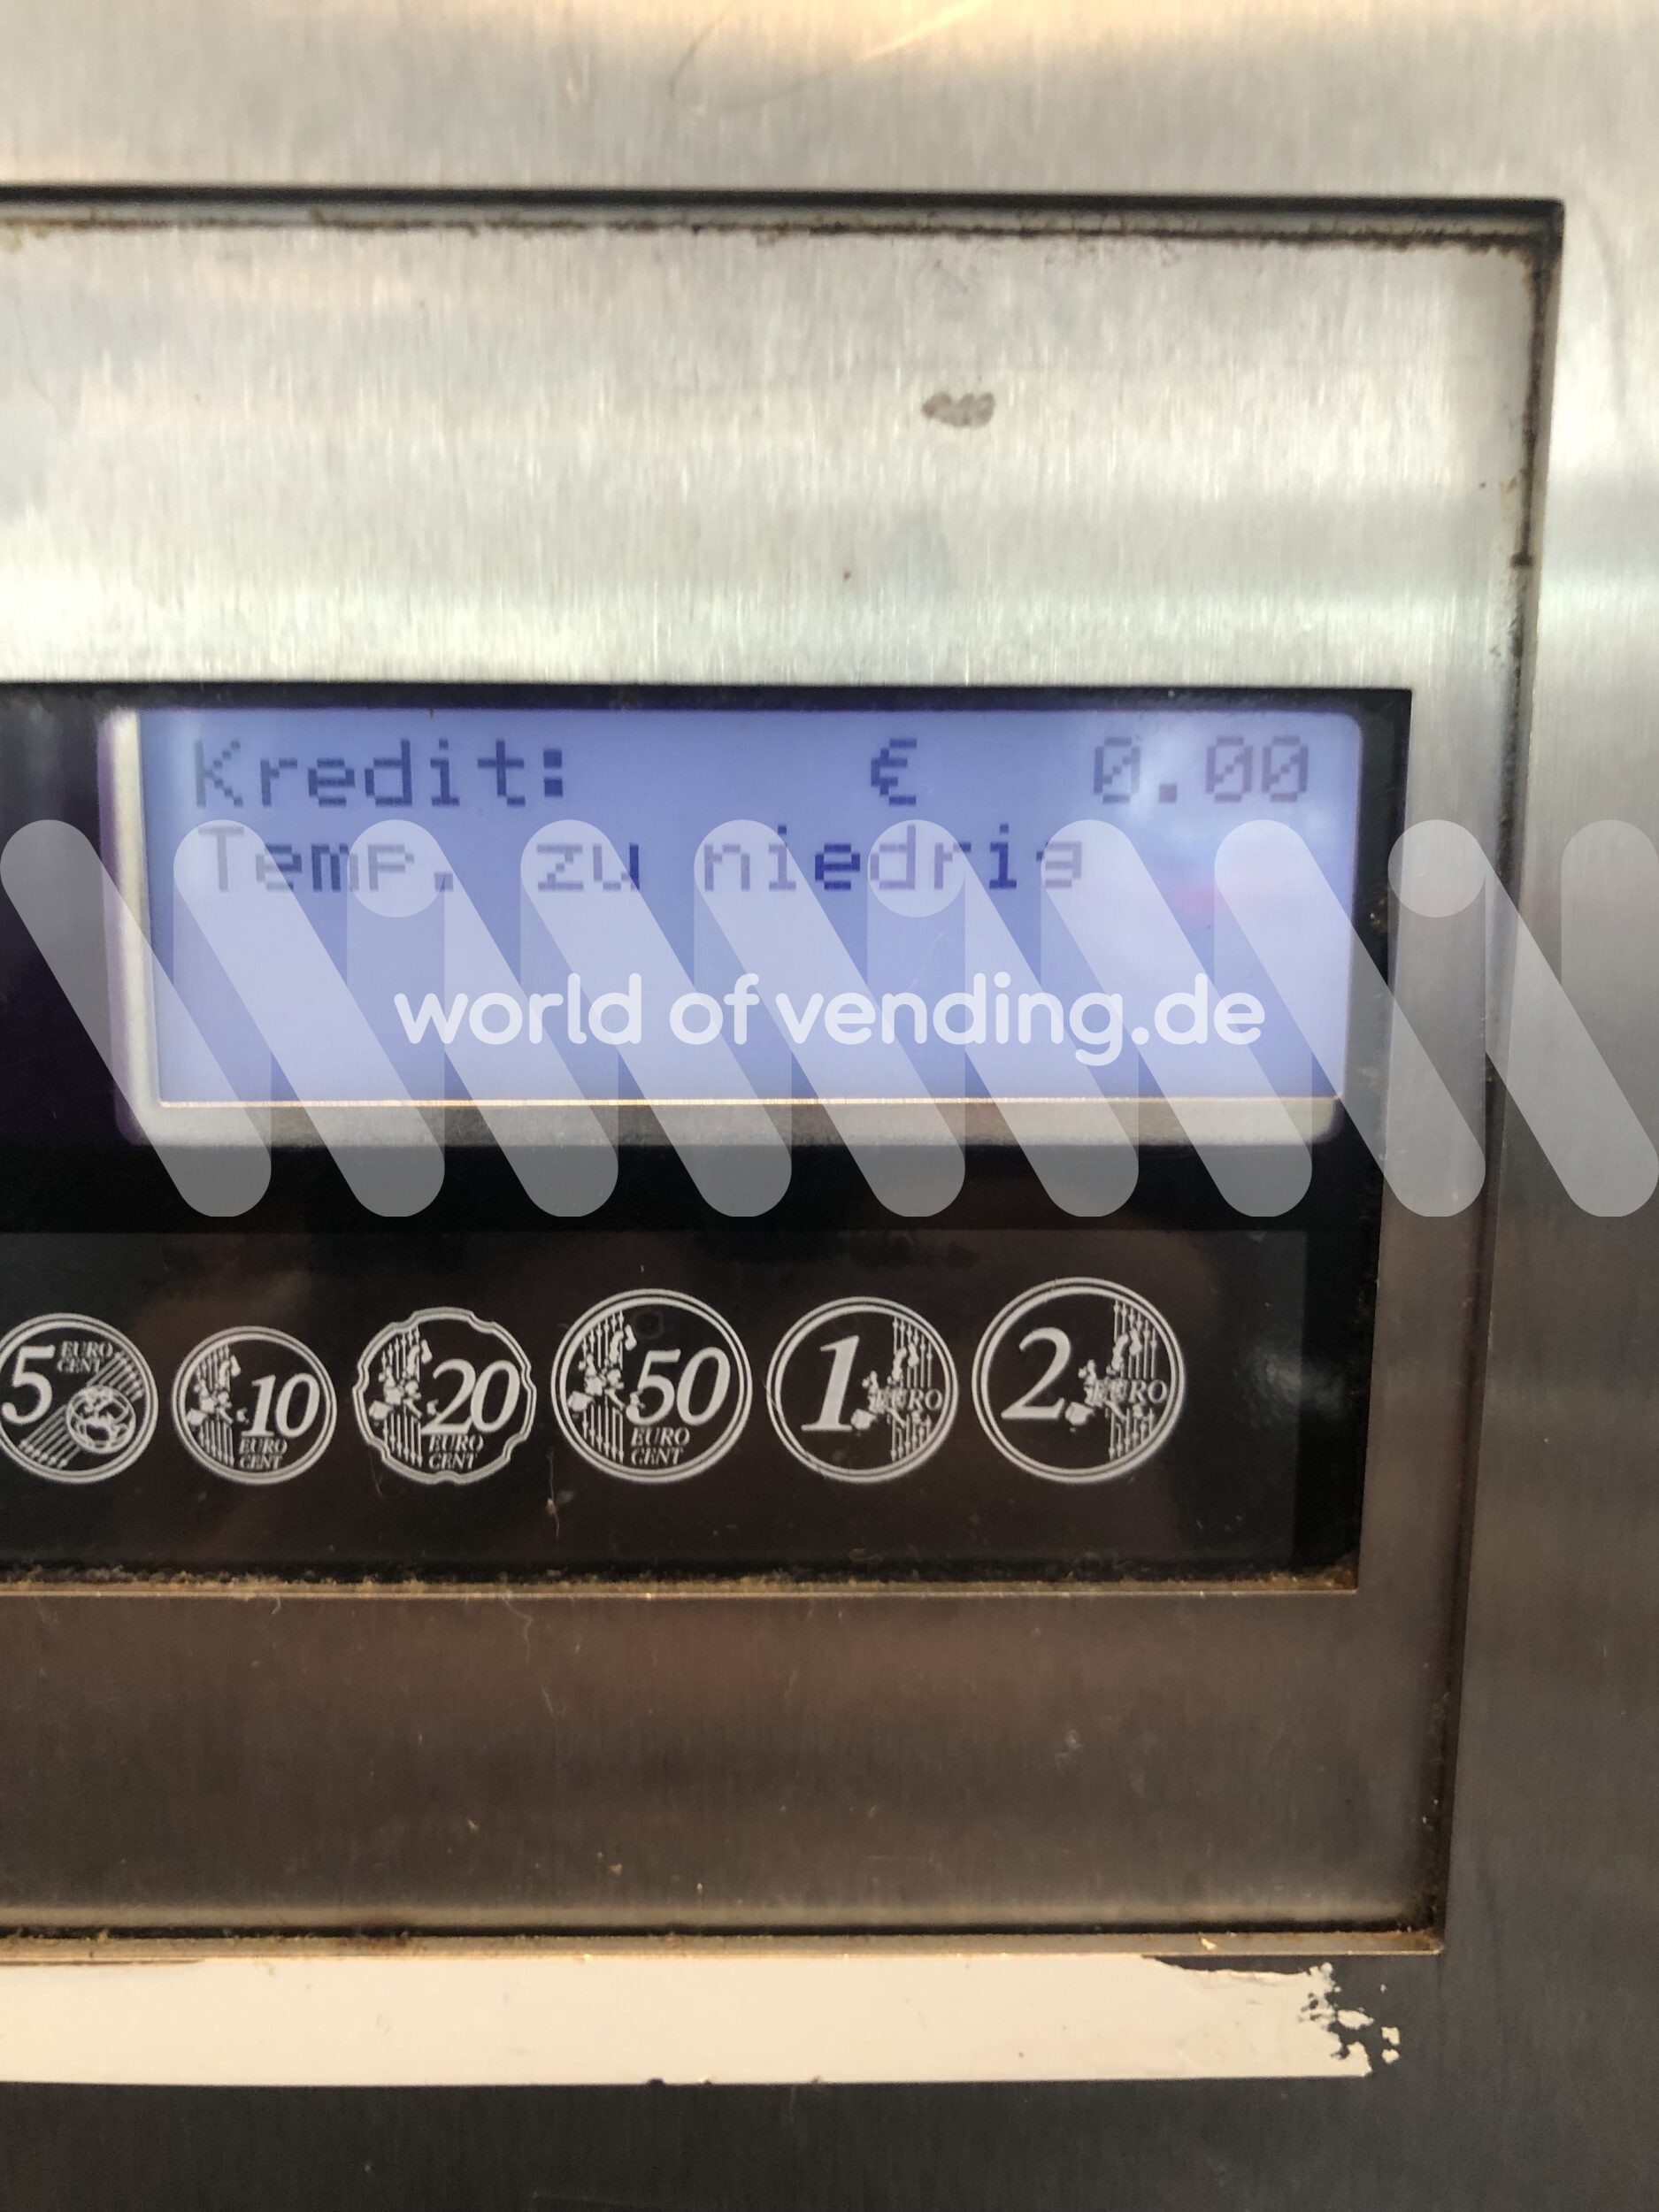 Kredit: € 0.00
Temp. zu niedrig
world of vending.de
5 EURO CENT
10 EURO CENT
20 EURO CENT
50 EURO CENT
1 EURO
2 EURO